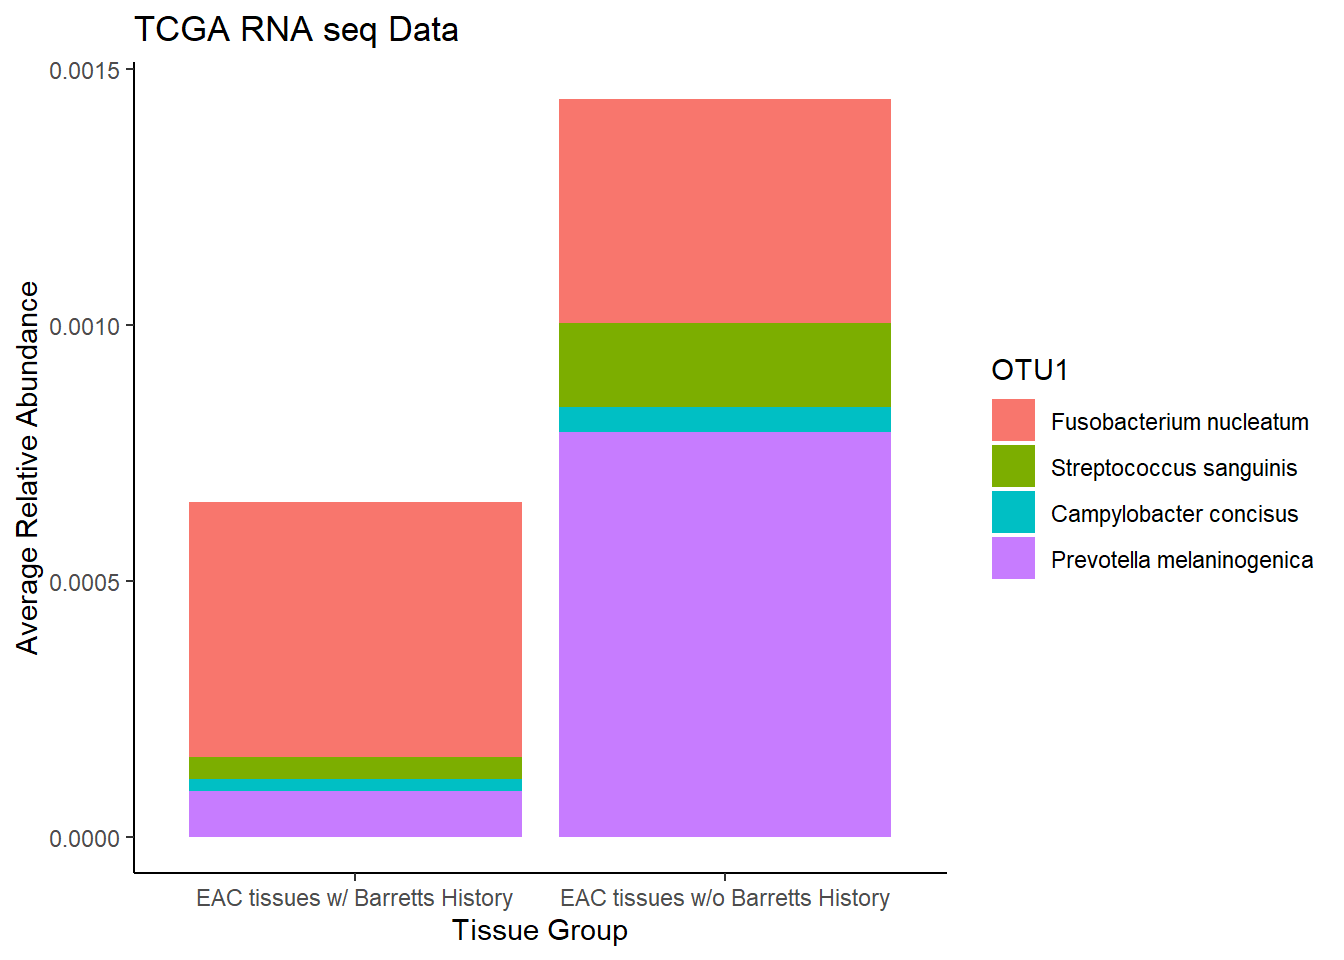 TCGA RNA seq Data
Average Relative Abundance
0.0015
0.0010
0.0005
0.0000
EAC tissues w/ Barretts History
EAC tissues w/o Barretts History
Tissue Group
OTU1
Fusobacterium nucleatum
Streptococcus sanguinis
Campylobacter concisus
Prevotella melaninogenica